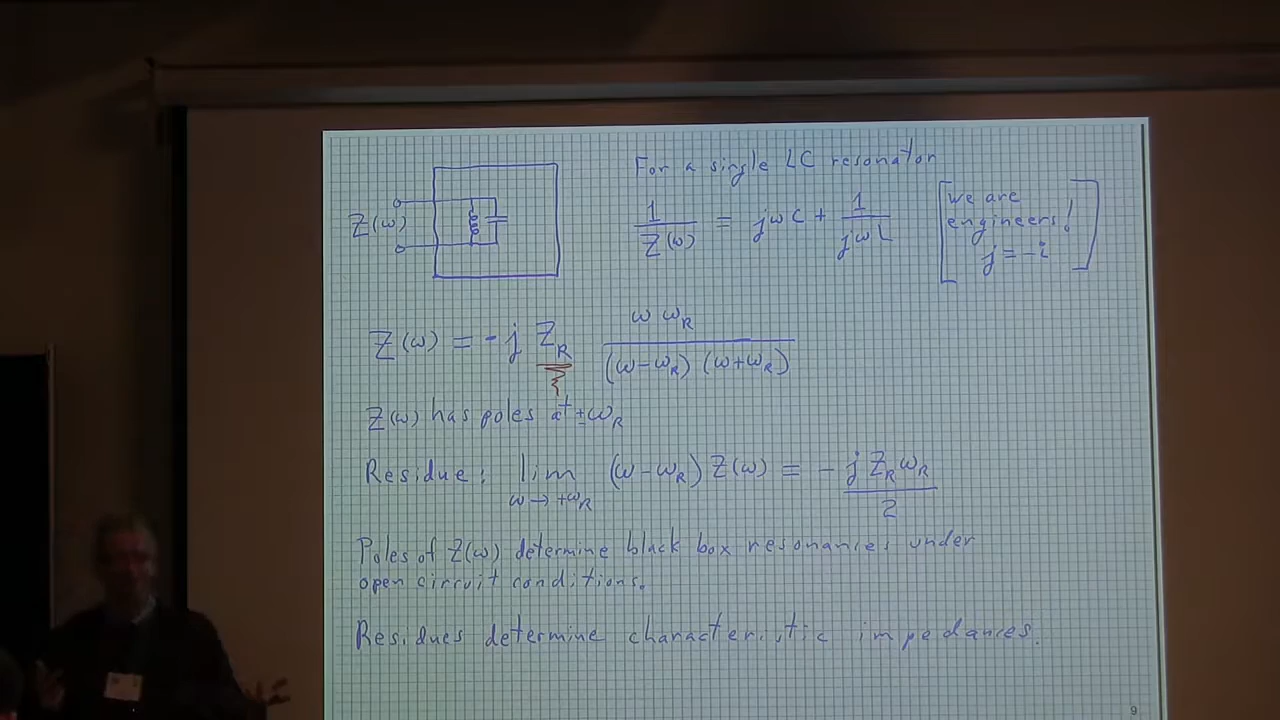 For a single LC resonator
Z(ω)
1/Z(ω) = jωC + 1/jωL
[we are
engineers!
j = -i]
Z(ω) = -j Z_R ω ω_R / (ω-ω_R) (ω+ω_R)
Z(ω) has poles at ±ω_R
Residue: lim ω→+ω_R (ω-ω_R) Z(ω) = - j Z_R ω_R / 2
Poles of Z(ω) determine black box resonances under
open circuit conditions.
Residues determine characteristic impedances.
9